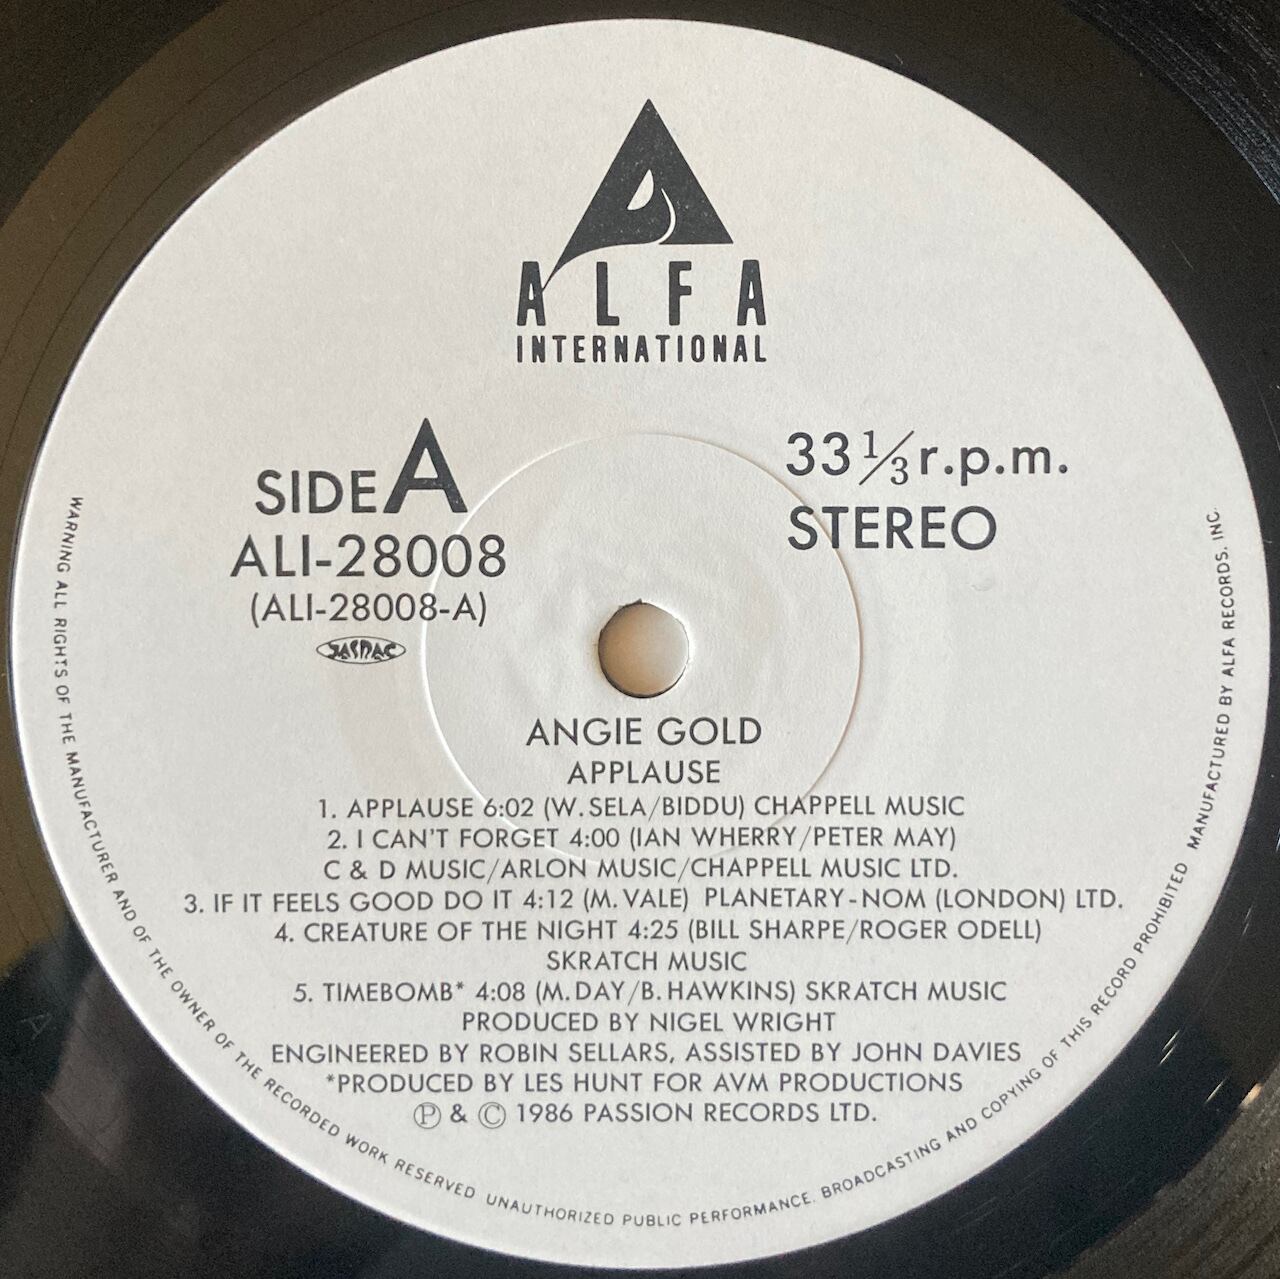 ALFA
INTERNATIONAL
SIDE A
33 1/3 r.p.m.
ALI-28008
STEREO
(ALI-28008-A)
JASRAC
ANGIE GOLD
APPLAUSE
1. APPLAUSE 6:02 (W. SELA/BIDDU) CHAPPELL MUSIC
2. I CAN'T FORGET 4:00 (IAN WHERRY/PETER MAY)
C & D MUSIC/ARLON MUSIC/CHAPPELL MUSIC LTD.
3. IF IT FEELS GOOD DO IT 4:12 (M. VALE) PLANETARY-NOM (LONDON) LTD.
4. CREATURE OF THE NIGHT 4:25 (BILL SHARPE/ROGER ODELL)
SKRATCH MUSIC
5. TIMEBOMB* 4:08 (M. DAY/B. HAWKINS) SKRATCH MUSIC
PRODUCED BY NIGEL WRIGHT
ENGINEERED BY ROBIN SELLARS, ASSISTED BY JOHN DAVIES
*PRODUCED BY LES HUNT FOR AVM PRODUCTIONS
Ⓟ & Ⓒ 1986 PASSION RECORDS LTD.
WARNING ALL RIGHTS OF THE MANUFACTURER AND OF THE OWNER OF THE RECORDED WORK RESERVED UNAUTHORIZED PUBLIC PERFORMANCE. BROADCASTING AND COPYING OF THIS RECORD PROHIBITED MANUFACTURED BY ALFA RECORDS. INC.